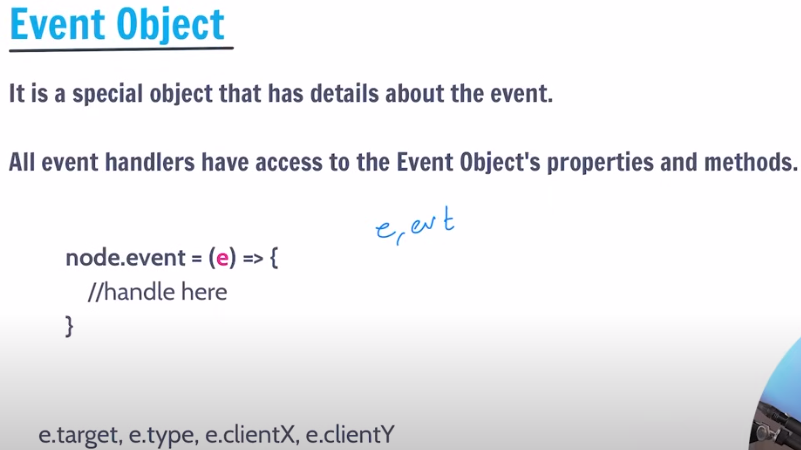 Event Object
It is a special object that has details about the event.
All event handlers have access to the Event Object's properties and methods.
e, evt
node.event = (e) => {
//handle here
}
e.target, e.type, e.clientX, e.clientY